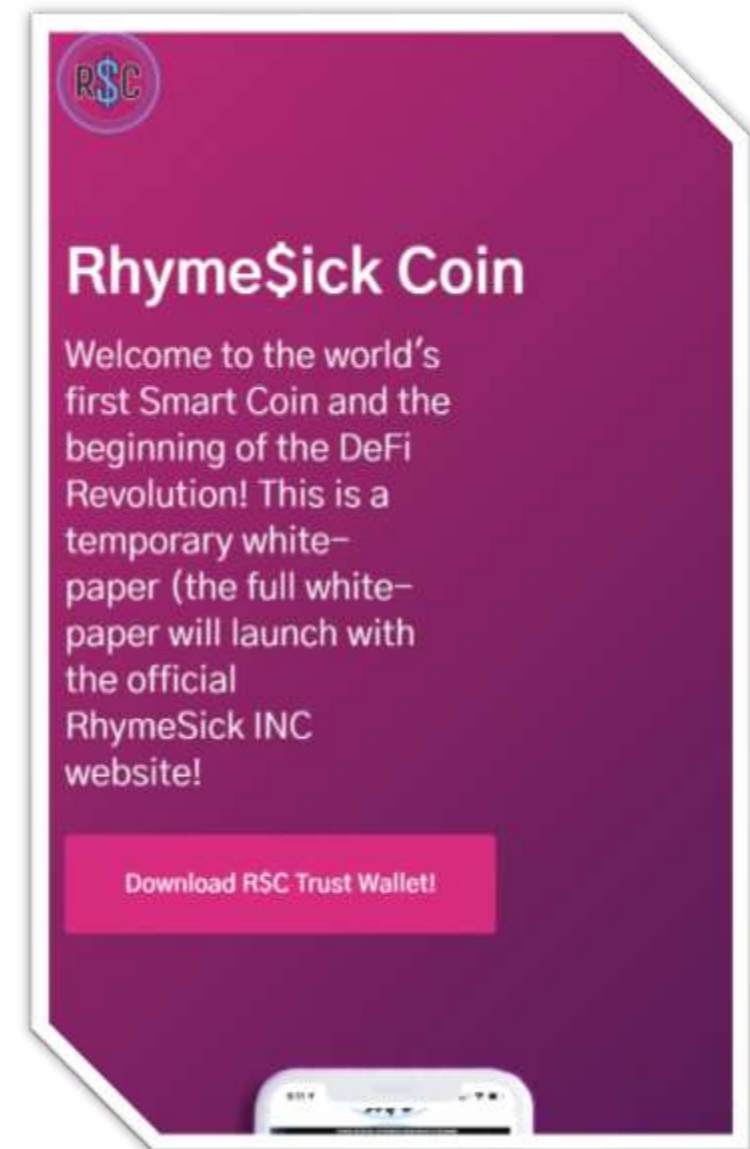 R$C
Rhyme$ick Coin
Welcome to the world's
first Smart Coin and the
beginning of the DeFi
Revolution! This is a
temporary white-
paper (the full white-
paper will launch with
the official
RhymeSick INC
website!
Download R$C Trust Wallet!